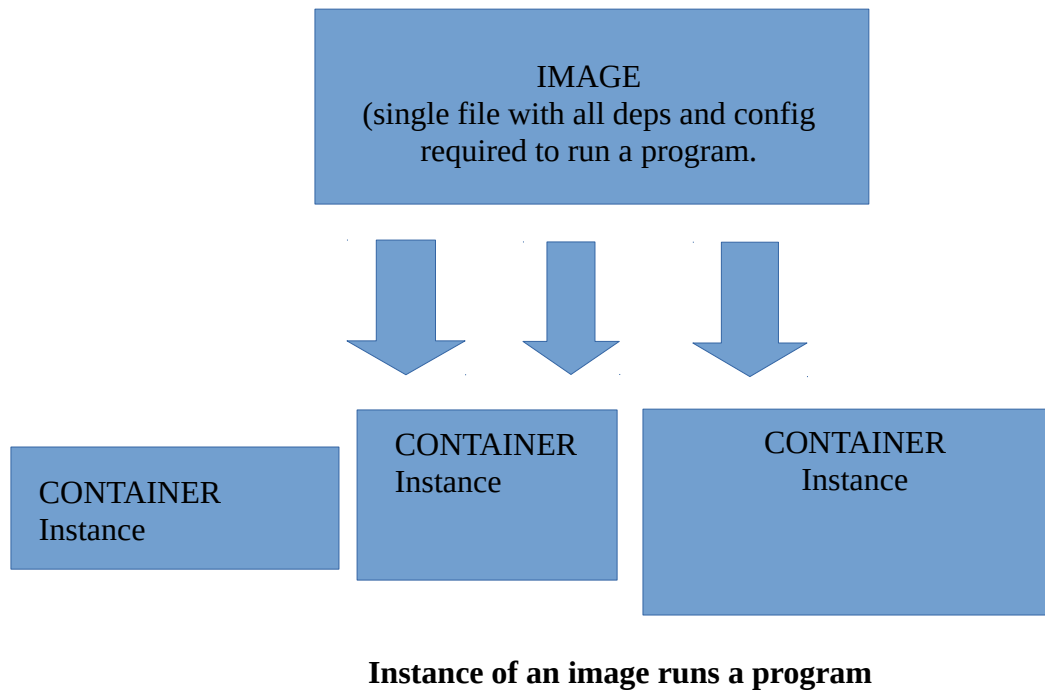 IMAGE
(single file with all deps and config
required to run a program.
CONTAINER
Instance
CONTAINER
Instance
CONTAINER
Instance
Instance of an image runs a program